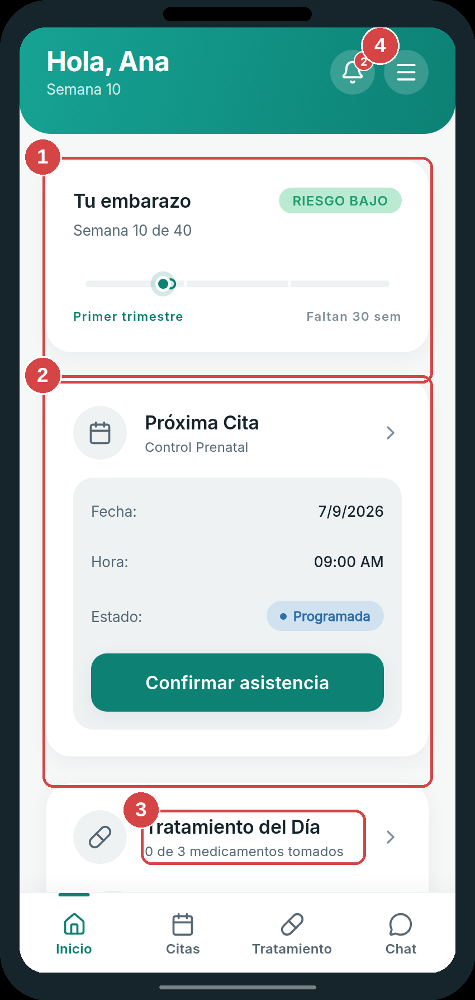 Hola, Ana
Semana 10
2
4
1
Tu embarazo
RIESGO BAJO
Semana 10 de 40
Primer trimestre
Faltan 30 sem
2
Próxima Cita
Control Prenatal
Fecha:
7/9/2026
Hora:
09:00 AM
Estado:
Programada
Confirmar asistencia
3
Tratamiento del Día
0 de 3 medicamentos tomados
Inicio
Citas
Tratamiento
Chat